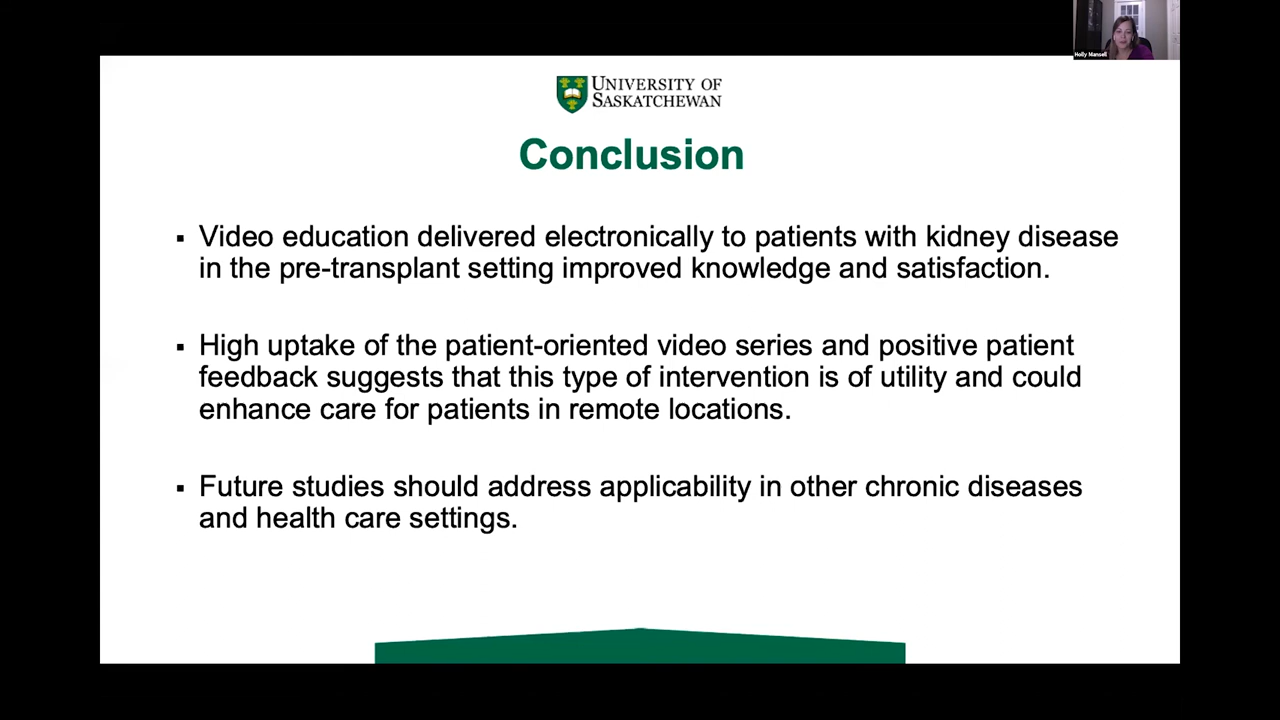 Holly Mansell
UNIVERSITY OF
SASKATCHEWAN
Conclusion
▪ Video education delivered electronically to patients with kidney disease
in the pre-transplant setting improved knowledge and satisfaction.
▪ High uptake of the patient-oriented video series and positive patient
feedback suggests that this type of intervention is of utility and could
enhance care for patients in remote locations.
▪ Future studies should address applicability in other chronic diseases
and health care settings.